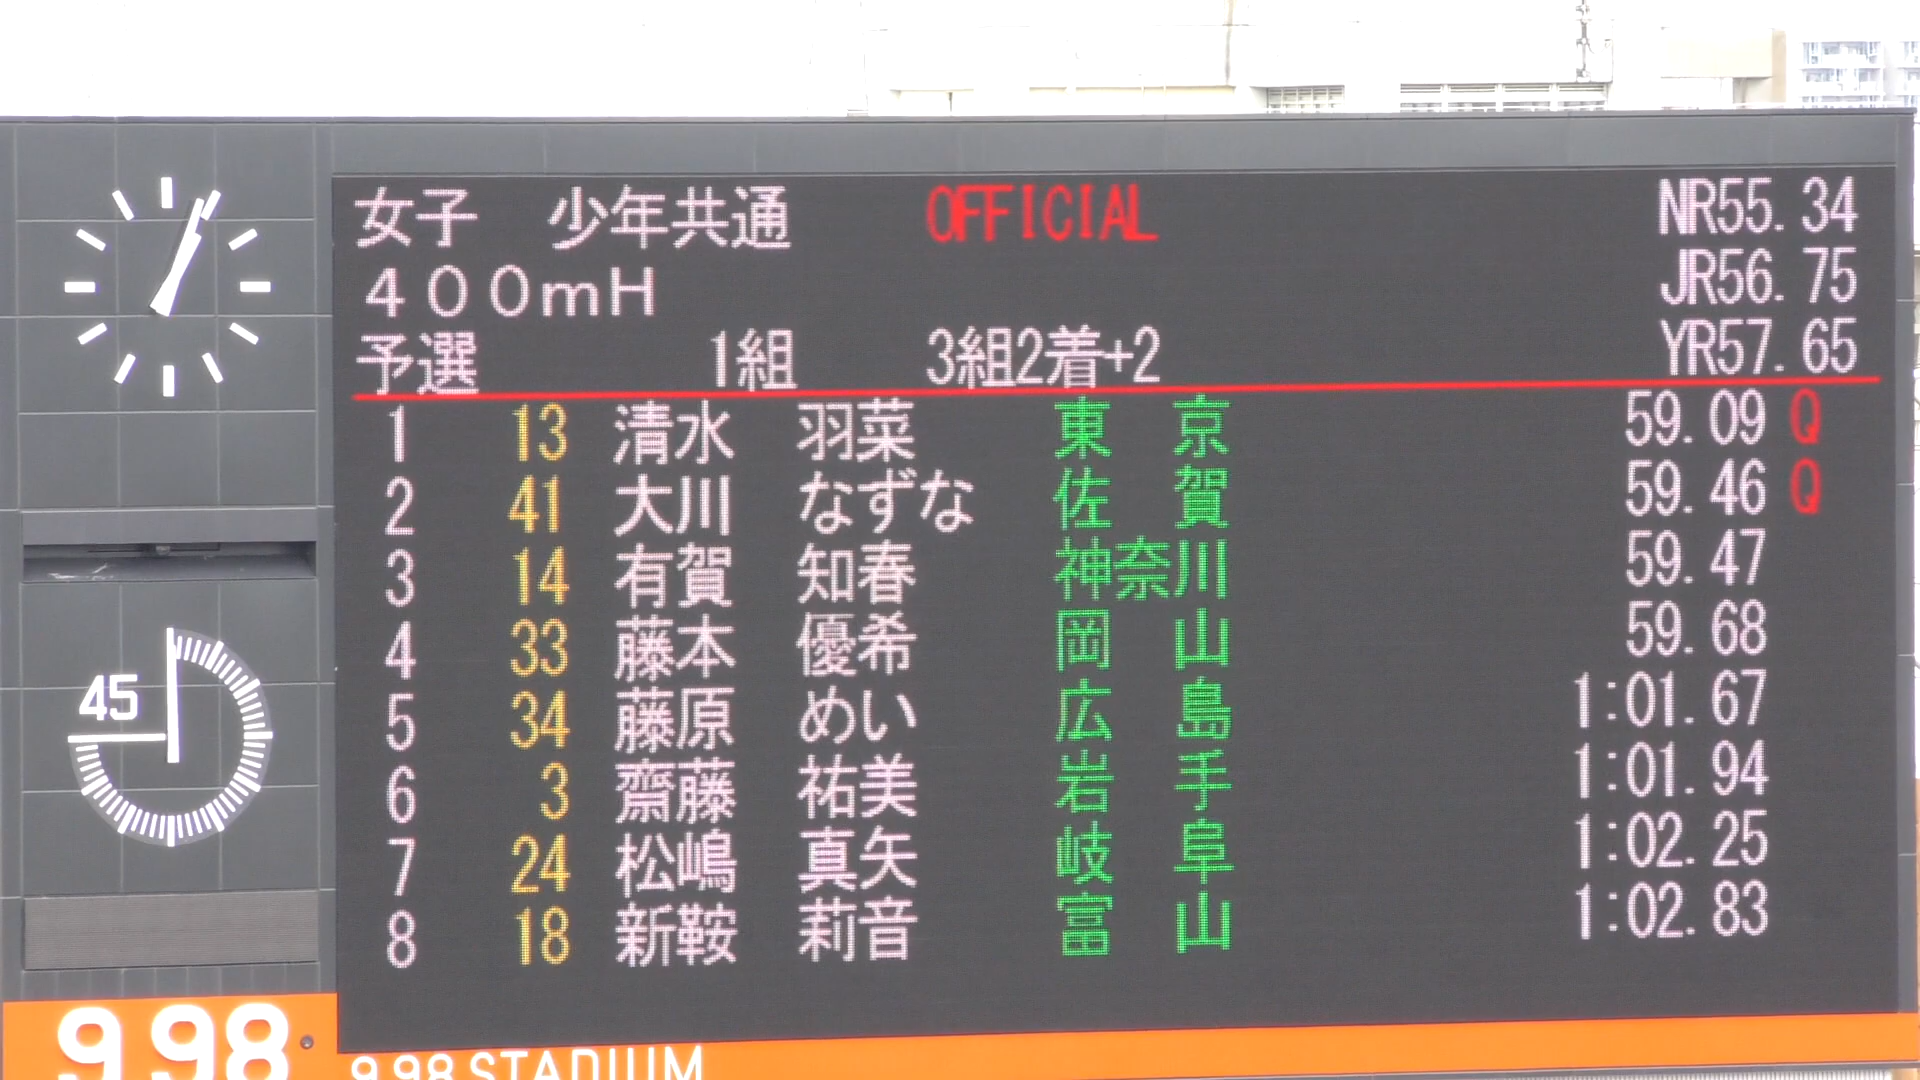 女子 少年共通 OFFICIAL NR55.34
400mH JR56.75
予選 1組 3組2着+2 YR57.65
1 13 清水 羽菜 東 京 59.09 Q
2 41 大川 なずな 佐 賀 59.46 Q
3 14 有賀 知春 神奈川 59.47
4 33 藤本 優希 岡 山 59.68
5 34 藤原 めい 広 島 1:01.67
6 3 齋藤 祐美 岩 手 1:01.94
7 24 松嶋 真矢 岐 阜 1:02.25
8 18 新鞍 莉音 富 山 1:02.83
45
9.98
9.98 STADIUM